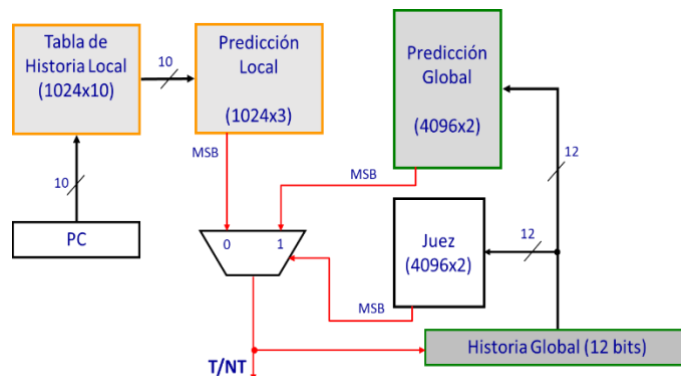 Tabla de
Historia Local
(1024x10)
10
Predicción
Local
(1024x3)
Predicción
Global
(4096x2)
MSB
MSB
12
10
PC
0 1
Juez
(4096x2)
12
MSB
T/NT
Historia Global (12 bits)